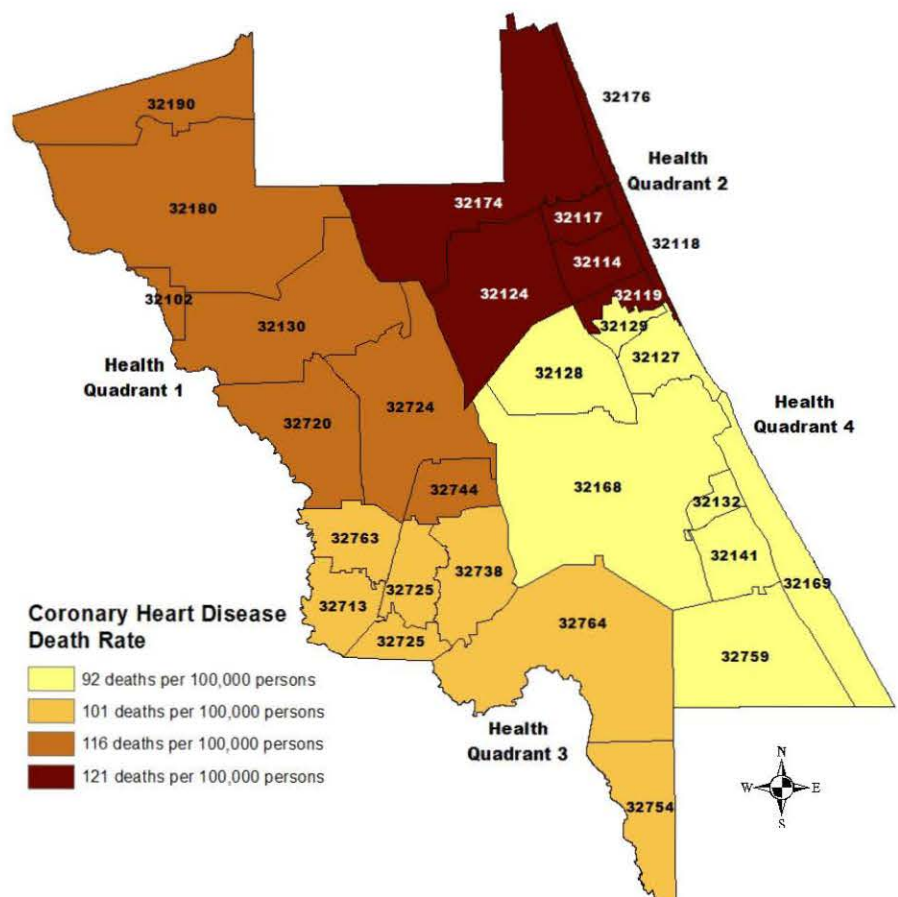 32176
32190
Health
Quadrant 2
32174
32180
32117
32118
32114
32102
32124
32119
32130
32129
32127
Health
Quadrant 1
32128
32724
32720
Health
Quadrant 4
32744
32168
32132
32763
32738
32141
32725
32169
32713
32764
32725
32759
Coronary Heart Disease
Death Rate
92 deaths per 100,000 persons
101 deaths per 100,000 persons
116 deaths per 100,000 persons
121 deaths per 100,000 persons
Health
Quadrant 3
32754
N
W E
S